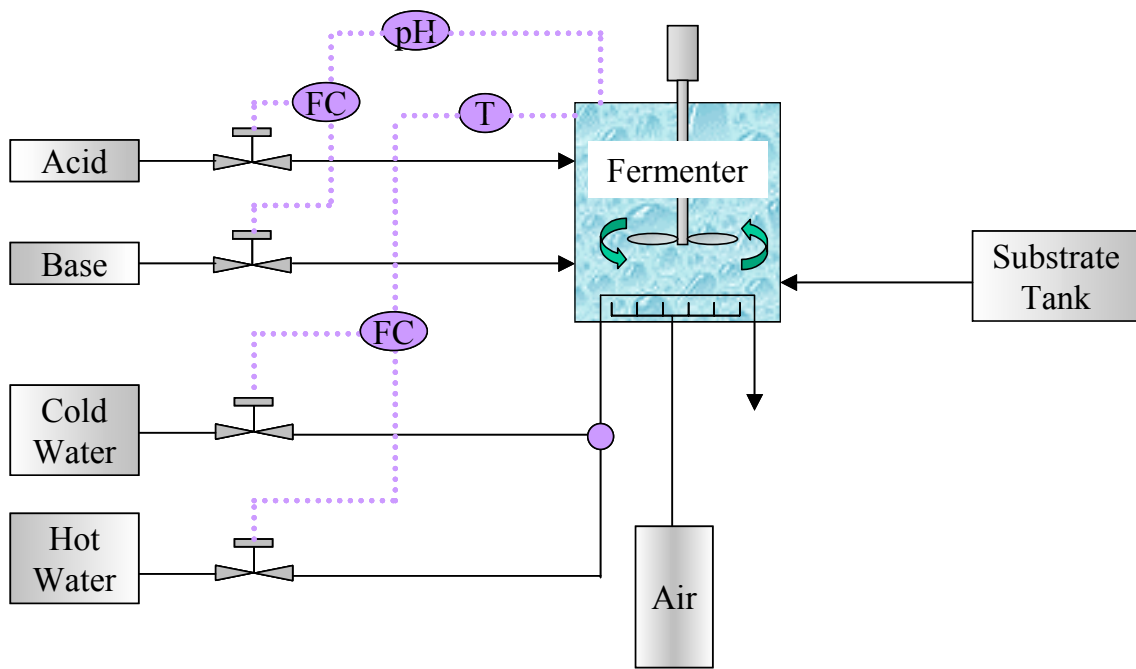 pH
FC
T
Acid
Fermenter
Base
Substrate
Tank
FC
Cold
Water
Hot
Water
Air